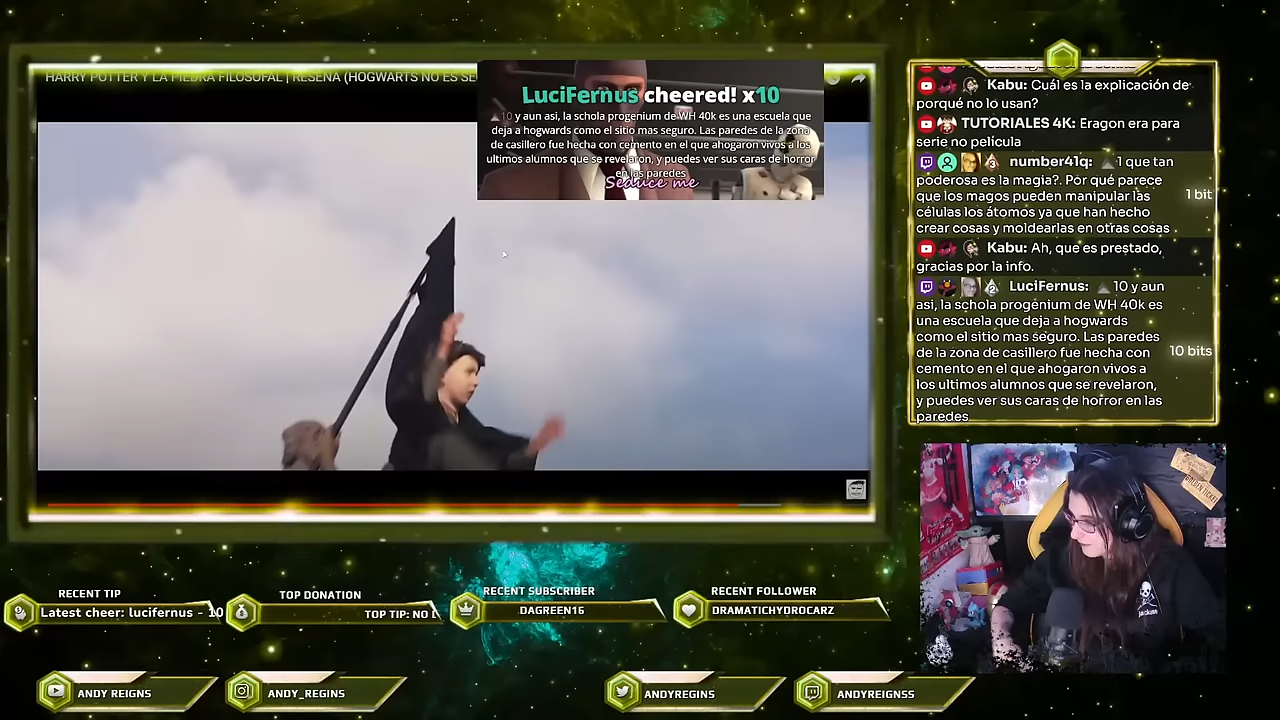 HARRY POTTER Y LA PIEDRA FILOSOFAL | RESEÑA (HOGWARTS NO ES SE
LuciFernus cheered! x10
10 y aun asi, la schola progenium de WH 40k es una escuela que
deja a hogwarts como el sitio mas seguro. Las paredes de la zona
de casillero fue hecha con cemento en el que ahogaron vivos a los
ultimos alumnos que se revelaron, y puedes ver sus caras de horror
en las paredes
Seduce me
Kabu: Cuál es la explicación de
porqué no lo usan?
TUTORIALES 4K: Eragon era para
serie no película
number41q: 1 que tan
poderosa es la magia?. Por qué parece
que los magos pueden manipular las
células los átomos ya que han hecho
crear cosas y moldearlas en otras cosas
1 bit
Kabu: Ah, que es prestado,
gracias por la info.
LuciFernus: 10 y aun
asi, la schola progenium de WH 40k es
una escuela que deja a hogwards
como el sitio mas seguro. Las paredes
de la zona de casillero fue hecha con
cemento en el que ahogaron vivos a
los ultimos alumnos que se revelaron,
y puedes ver sus caras de horror en las
paredes
10 bits
RECENT TIP
Latest cheer: lucifernus - 10
TOP DONATION
TOP TIP: NO
RECENT SUBSCRIBER
DAGREEN16
RECENT FOLLOWER
DRAMATICHYDROCARZ
ANDY REIGNS
ANDY_REGINS
ANDYREGINS
ANDYREIGNSS